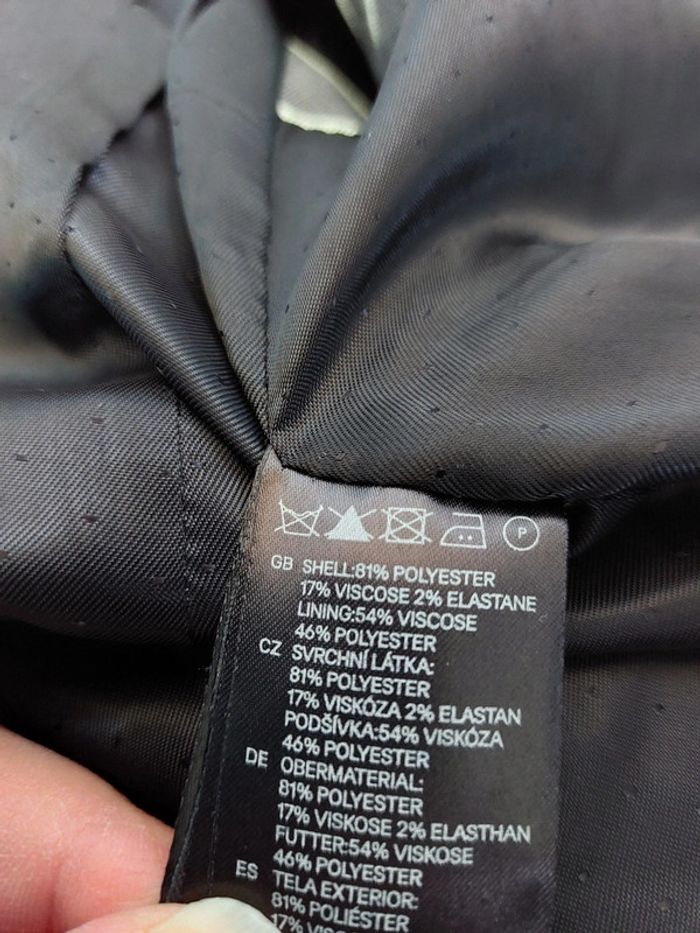 P
GB SHELL:81% POLYESTER
17% VISCOSE 2% ELASTANE
LINING:54% VISCOSE
46% POLYESTER
CZ SVRCHNÍ LÁTKA:
81% POLYESTER
17% VISKÓZA 2% ELASTAN
PODŠÍVKA:54% VISKÓZA
46% POLYESTER
DE OBERMATERIAL:
81% POLYESTER
17% VISKOSE 2% ELASTHAN
FUTTER:54% VISKOSE
46% POLYESTER
ES TELA EXTERIOR:
81% POLIÉSTER
17%